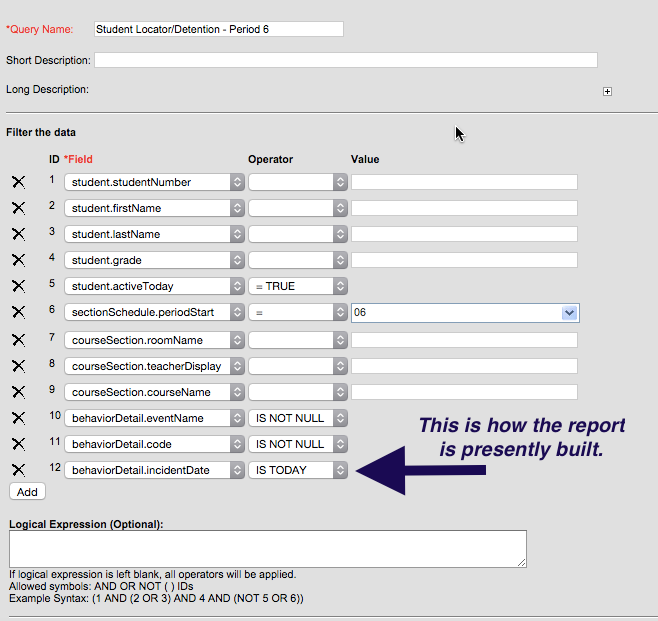 *Query Name: Student Locator/Detention - Period 6
Short Description:
Long Description:
Filter the data
ID *Field Operator Value
1 student.studentNumber
2 student.firstName
3 student.lastName
4 student.grade
5 student.activeToday = TRUE
6 sectionSchedule.periodStart = 06
7 courseSection.roomName
8 courseSection.teacherDisplay
9 courseSection.courseName
10 behaviorDetail.eventName IS NOT NULL
11 behaviorDetail.code IS NOT NULL
12 behaviorDetail.incidentDate IS TODAY
This is how the report
is presently built.
Add
Logical Expression (Optional):
If logical expression is left blank, all operators will be applied.
Allowed symbols: AND OR NOT ( ) IDs
Example Syntax: (1 AND (2 OR 3) AND 4 AND (NOT 5 OR 6))